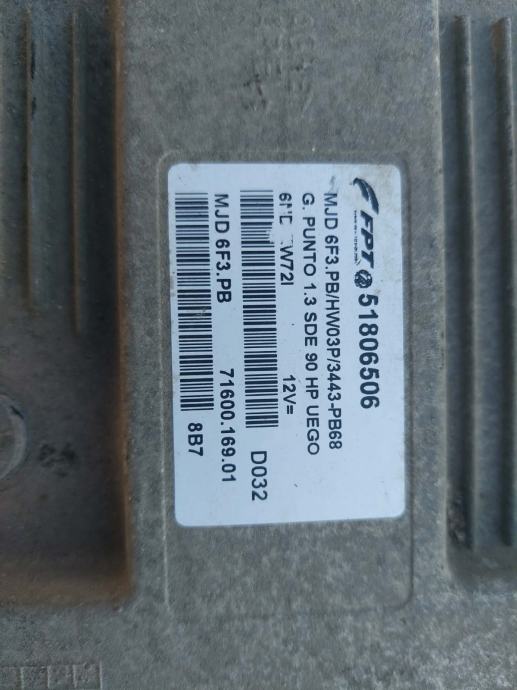 FPT 51806506
MJD 6F3.PB/HW03P/3443-PB68
G. PUNTO 1.3 SDE 90 HP UEGO
12V=
D032
MJD 6F3.PB 71600.169.01
8B7